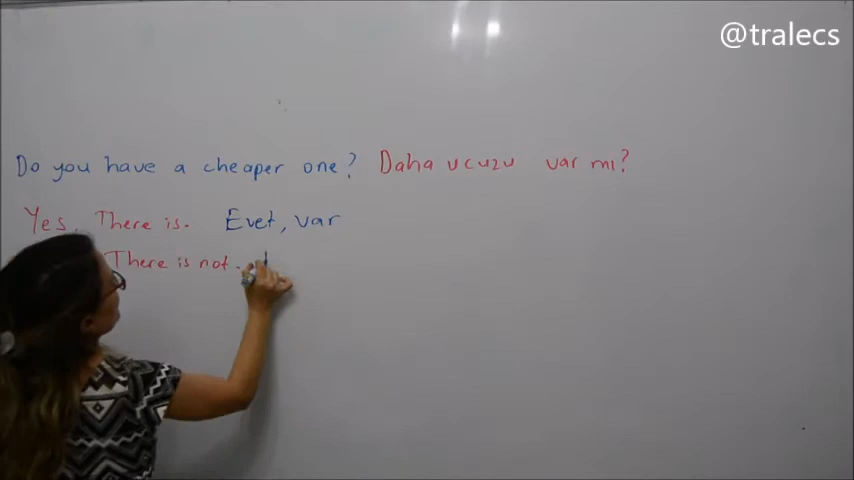 @tralecs
Do you have a cheaper one? Daha ucuzu var mı?
Yes, There is. Evet, var
There is not.